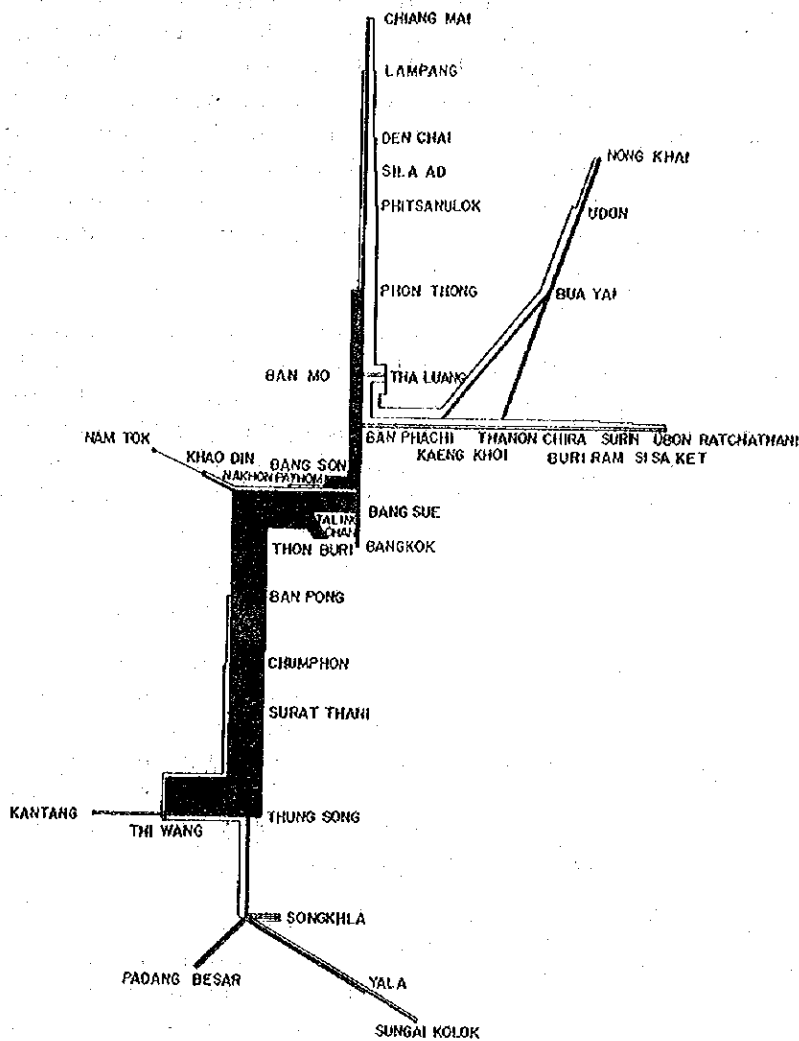 CHIANG MAI
LAMPANG
DEN CHAI
SILA AD
NONG KHAI
PHITSANULOK
UDON
PHON THONG
BUA YAI
BAN MO
THA LUANG
NAM TOK
BAN PHACHI THANON CHIRA SURIN UBON RATCHATHANI
KAENG KHOI BURI RAM SI SA KET
KHAO DIN
BANG SON
NAKHON PATHOM
BANG SUE
TALING
CHAN
THON BURI
BANGKOK
BAN PONG
CHUMPHON
SURAT THANI
KANTANG
THUNG SONG
THI WANG
SONGKHLA
PADANG BESAR
YALA
SUNGAI KOLOK